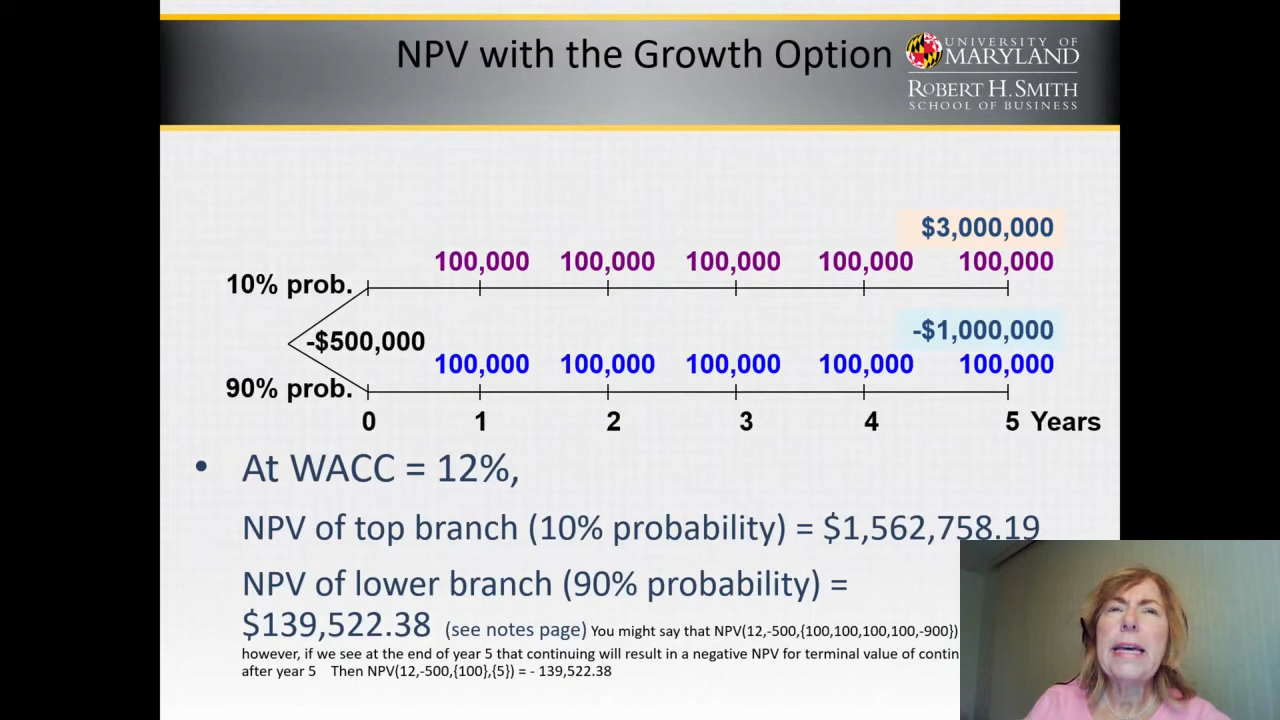 NPV with the Growth Option
UNIVERSITY OF
MARYLAND
ROBERT H. SMITH
SCHOOL OF BUSINESS
$3,000,000
100,000 100,000 100,000 100,000 100,000
10% prob.
-$1,000,000
-$500,000
100,000 100,000 100,000 100,000 100,000
90% prob.
0 1 2 3 4 5 Years
• At WACC = 12%,
NPV of top branch (10% probability) = $1,562,758.19
NPV of lower branch (90% probability) =
$139,522.38 (see notes page) You might say that NPV(12,-500,{100,100,100,100,-900})
however, if we see at the end of year 5 that continuing will result in a negative NPV for terminal value of contin
after year 5 Then NPV(12,-500,{100},{5}) = - 139,522.38